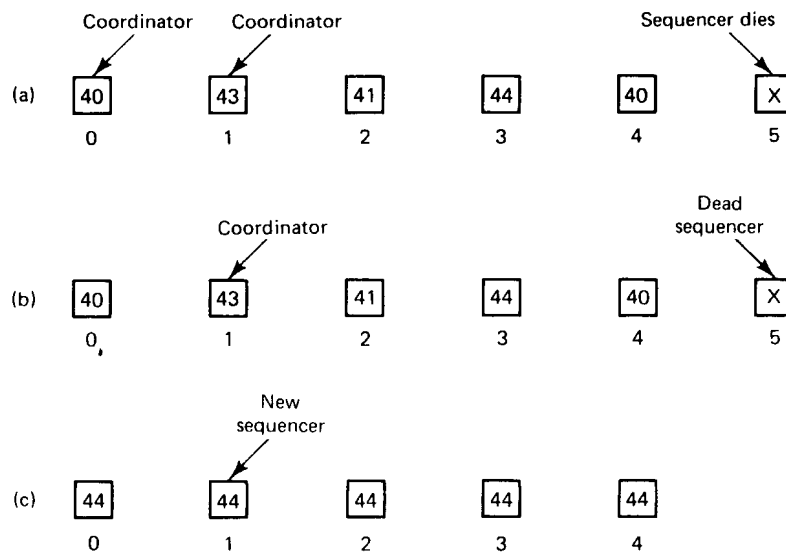 Coordinator Coordinator Sequencer dies
(a) 40 43 41 44 40 X
0 1 2 3 4 5
Dead
Coordinator sequencer
(b) 40 43 41 44 40 X
0 1 2 3 4 5
New
sequencer
(c) 44 44 44 44 44
0 1 2 3 4